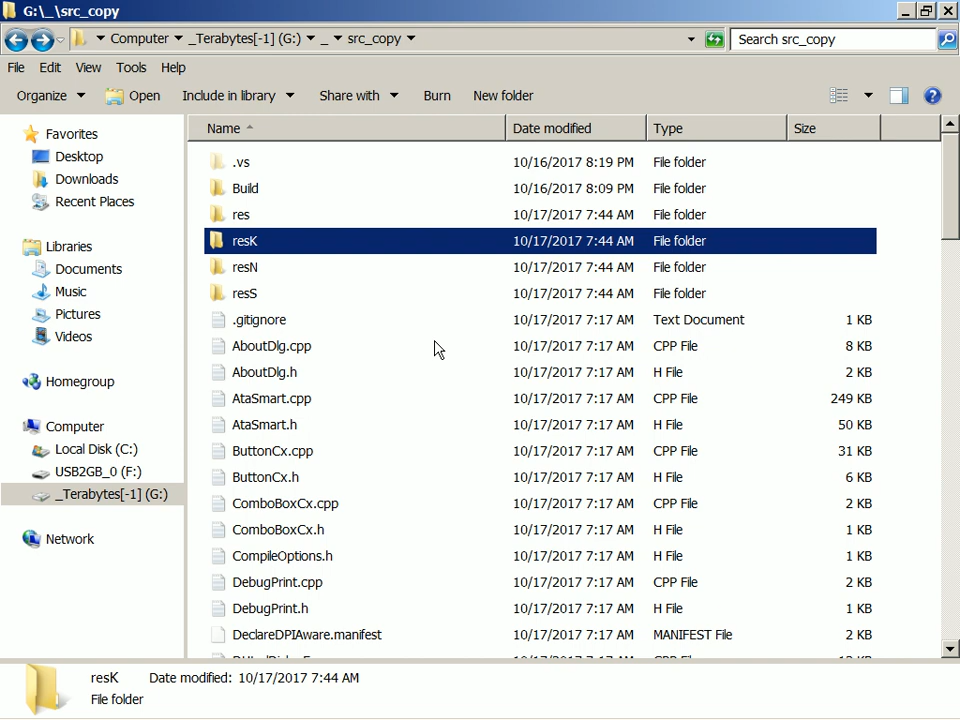 G:\_\src_copy
Computer _Terabytes[-1] (G:) _ src_copy
Search src_copy
File Edit View Tools Help
Organize Open Include in library Share with Burn New folder
Favorites
Desktop
Downloads
Recent Places
Libraries
Documents
Music
Pictures
Videos
Homegroup
Computer
Local Disk (C:)
USB2GB_0 (F:)
_Terabytes[-1] (G:)
Network
Name Date modified Type Size
.vs 10/16/2017 8:19 PM File folder
Build 10/16/2017 8:09 PM File folder
res 10/17/2017 7:44 AM File folder
resK 10/17/2017 7:44 AM File folder
resN 10/17/2017 7:44 AM File folder
resS 10/17/2017 7:44 AM File folder
.gitignore 10/17/2017 7:17 AM Text Document 1 KB
AboutDlg.cpp 10/17/2017 7:17 AM CPP File 8 KB
AboutDlg.h 10/17/2017 7:17 AM H File 2 KB
AtaSmart.cpp 10/17/2017 7:17 AM CPP File 249 KB
AtaSmart.h 10/17/2017 7:17 AM H File 50 KB
ButtonCx.cpp 10/17/2017 7:17 AM CPP File 31 KB
ButtonCx.h 10/17/2017 7:17 AM H File 6 KB
ComboBoxCx.cpp 10/17/2017 7:17 AM CPP File 2 KB
ComboBoxCx.h 10/17/2017 7:17 AM H File 1 KB
CompileOptions.h 10/17/2017 7:17 AM H File 1 KB
DebugPrint.cpp 10/17/2017 7:17 AM CPP File 2 KB
DebugPrint.h 10/17/2017 7:17 AM H File 1 KB
DeclareDPIAware.manifest 10/17/2017 7:17 AM MANIFEST File 2 KB
resK Date modified: 10/17/2017 7:44 AM
File folder